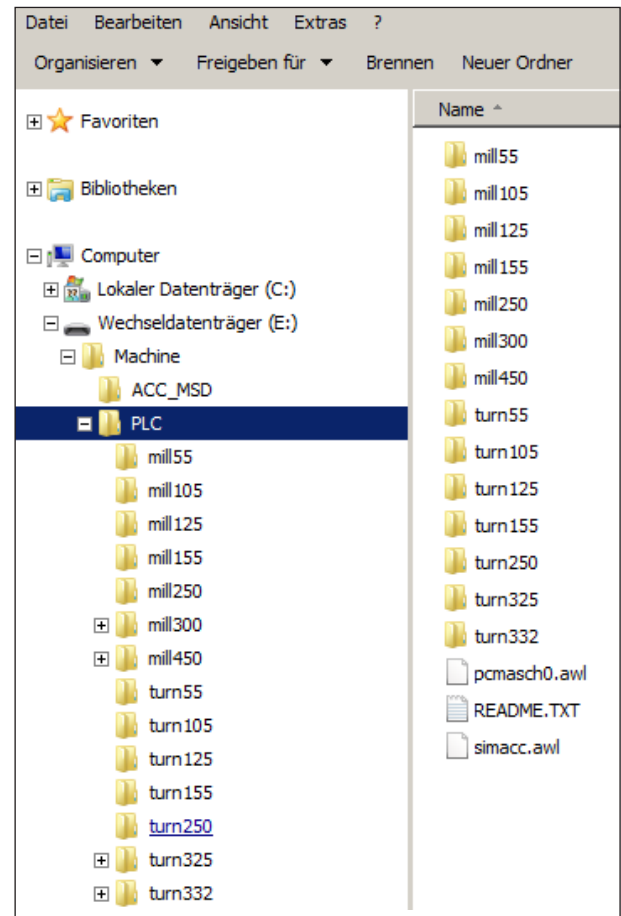 Datei Bearbeiten Ansicht Extras ?
Organisieren Freigeben für Brennen Neuer Ordner
Favoriten
Bibliotheken
Computer
Lokaler Datenträger (C:)
Wechseldatenträger (E:)
Machine
ACC_MSD
PLC
mill55
mill105
mill125
mill155
mill250
mill300
mill450
turn55
turn105
turn125
turn155
turn250
turn325
turn332
Name
mill55
mill105
mill125
mill155
mill250
mill300
mill450
turn55
turn105
turn125
turn155
turn250
turn325
turn332
pcmasch0.awl
README.TXT
simacc.awl